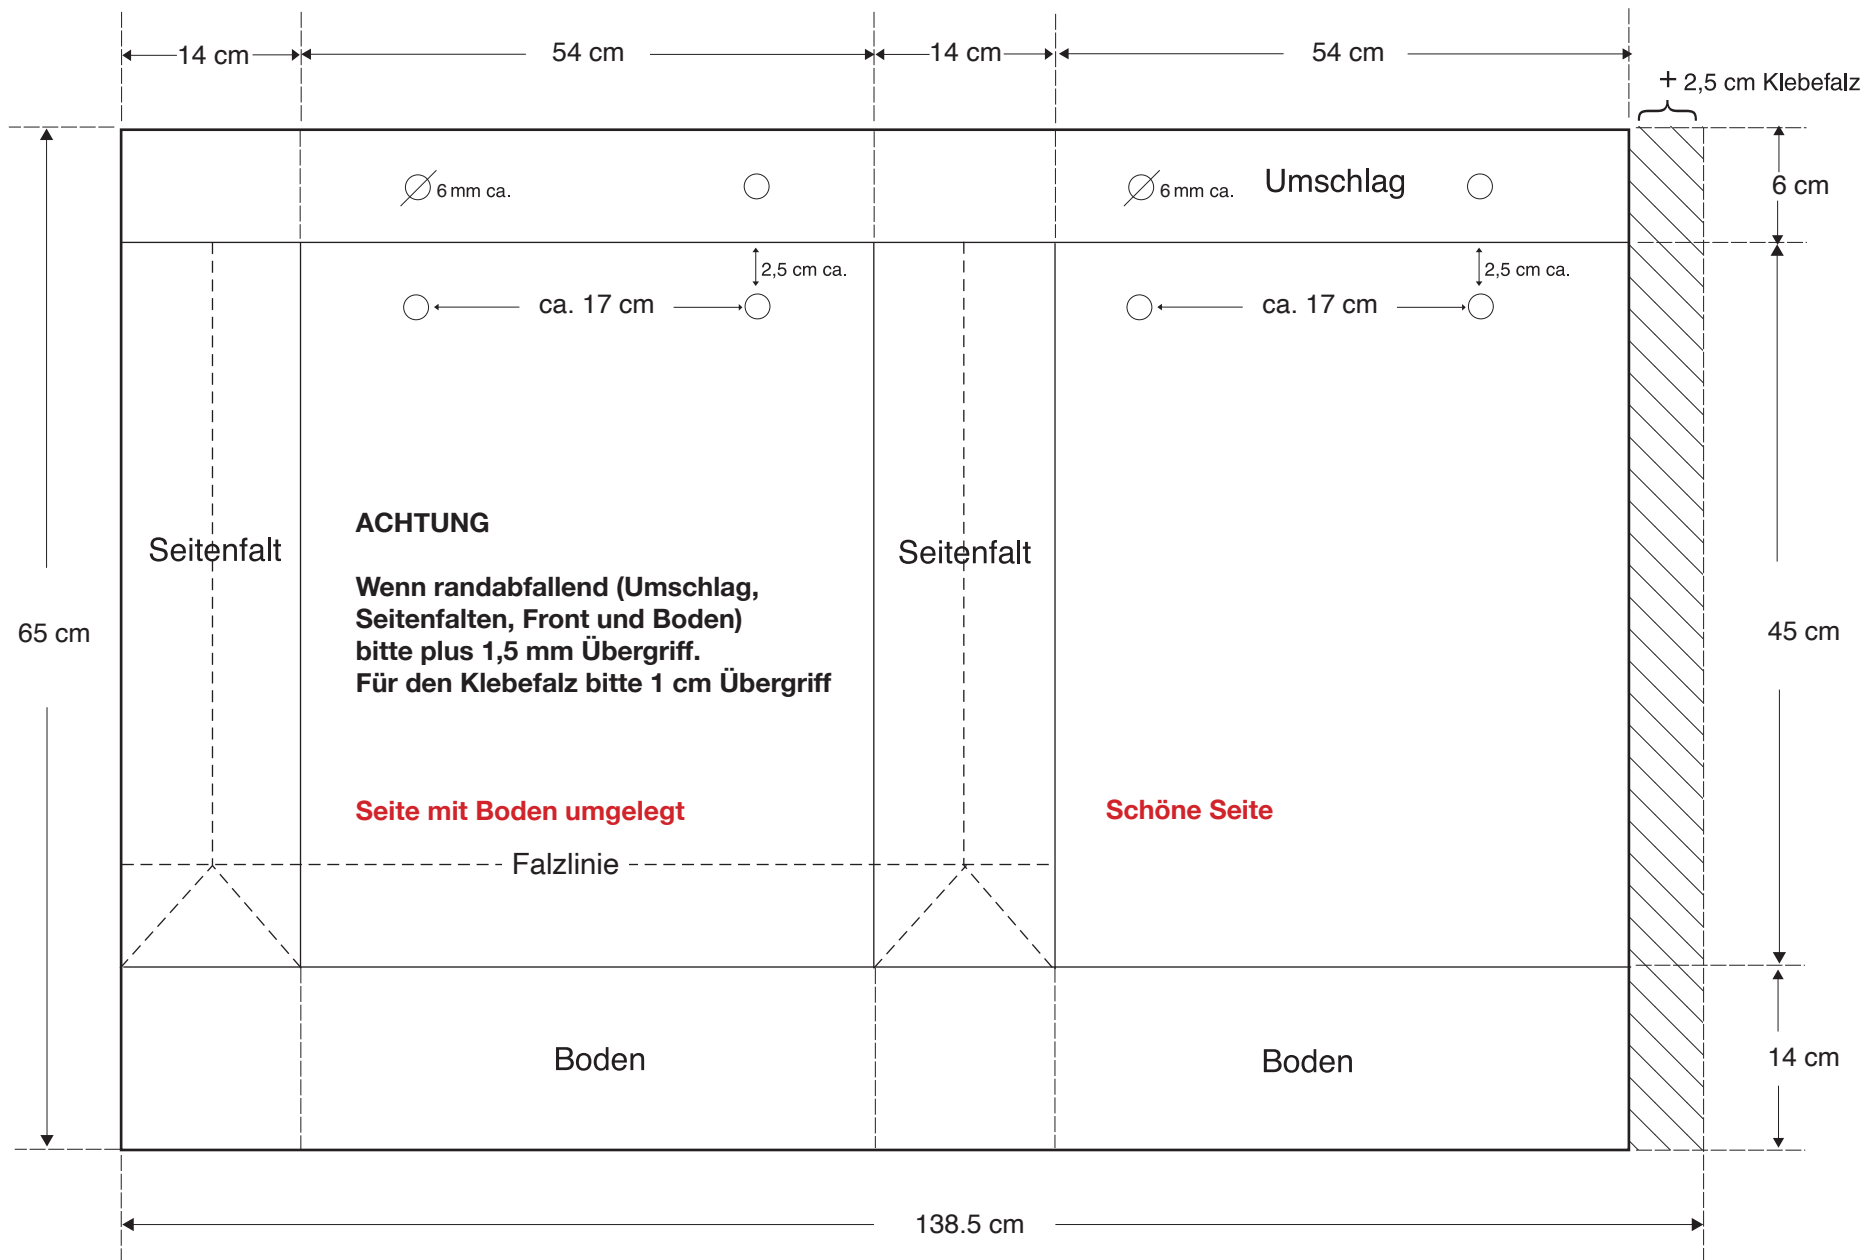 14 cm
54 cm
14 cm
54 cm
+ 2,5 cm Klebefalz
6 mm ca.
6 mm ca.
Umschlag
6 cm
2,5 cm ca.
2,5 cm ca.
ca. 17 cm
ca. 17 cm
ACHTUNG
Seitenfalt
Seitenfalt
Wenn randabfallend (Umschlag,
Seitenfalten, Front und Boden)
bitte plus 1,5 mm Übergriff.
Für den Klebefalz bitte 1 cm Übergriff
65 cm
45 cm
Seite mit Boden umgelegt
Schöne Seite
Falzlinie
Boden
Boden
14 cm
138.5 cm